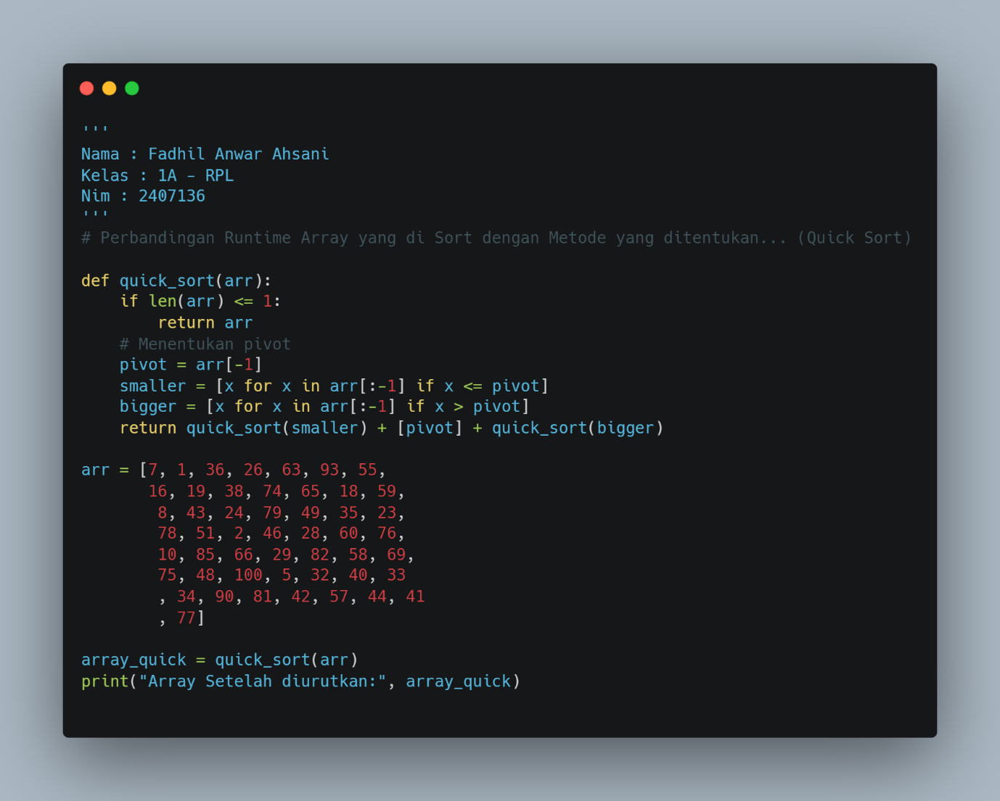 '''
Nama : Fadhil Anwar Ahsani
Kelas : 1A - RPL
Nim : 2407136
'''
# Perbandingan Runtime Array yang di Sort dengan Metode yang ditentukan... (Quick Sort)
def quick_sort(arr):
    if len(arr) <= 1:
        return arr
    # Menentukan pivot
    pivot = arr[-1]
    smaller = [x for x in arr[:-1] if x <= pivot]
    bigger = [x for x in arr[:-1] if x > pivot]
    return quick_sort(smaller) + [pivot] + quick_sort(bigger)
arr = [7, 1, 36, 26, 63, 93, 55,
       16, 19, 38, 74, 65, 18, 59,
        8, 43, 24, 79, 49, 35, 23,
        78, 51, 2, 46, 28, 60, 76,
        10, 85, 66, 29, 82, 58, 69,
        75, 48, 100, 5, 32, 40, 33
        , 34, 90, 81, 42, 57, 44, 41
        , 77]
array_quick = quick_sort(arr)
print("Array Setelah diurutkan:", array_quick)